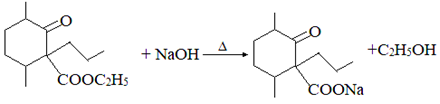 O
COOC2H5
+ NaOH
Δ
O
COONa
+C2H5OH